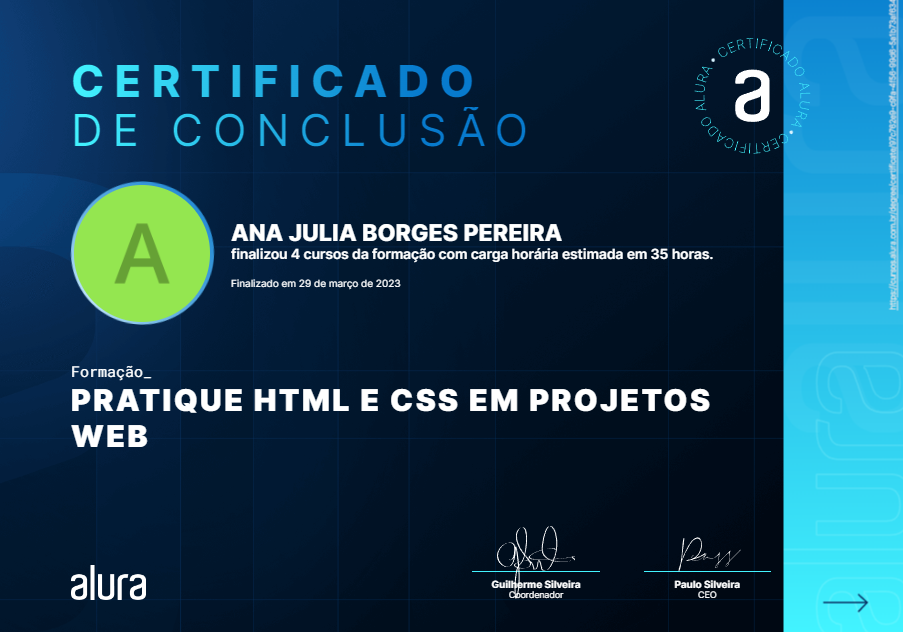 CERTIFICADO
DE CONCLUSÃO
CERTIFICADO ALURA • CERTIFICADO ALURA •
a
A
ANA JULIA BORGES PEREIRA
finalizou 4 cursos da formação com carga horária estimada em 35 horas.
Finalizado em 29 de março de 2023
Formação_
PRATIQUE HTML E CSS EM PROJETOS
WEB
alura
Guilherme Silveira
Coordenador
Paulo Silveira
CEO
alura